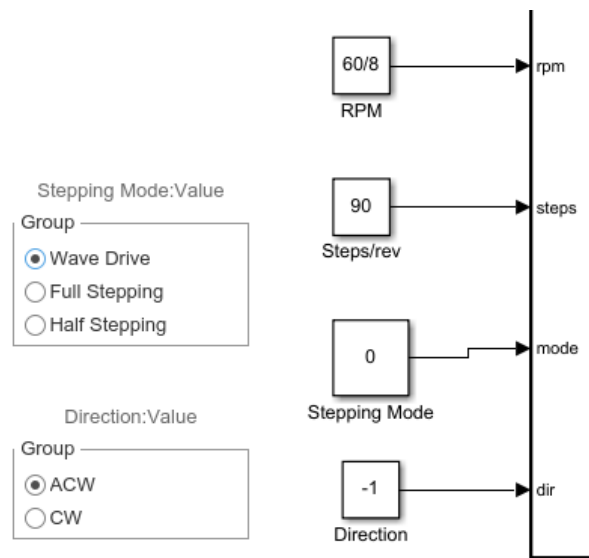 60/8
rpm
RPM
Stepping Mode:Value
Group
Wave Drive
Full Stepping
Half Stepping
90
steps
Steps/rev
0
mode
Stepping Mode
Direction:Value
Group
ACW
CW
-1
dir
Direction